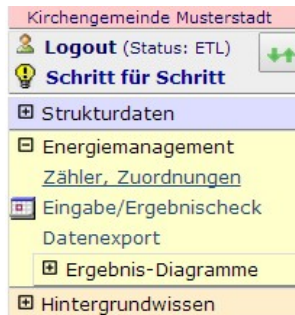 Kirchengemeinde Musterstadt
Logout (Status: ETL)
Schritt für Schritt
Strukturdaten
Energiemanagement
Zähler, Zuordnungen
Eingabe/Ergebnischeck
Datenexport
Ergebnis-Diagramme
Hintergrundwissen